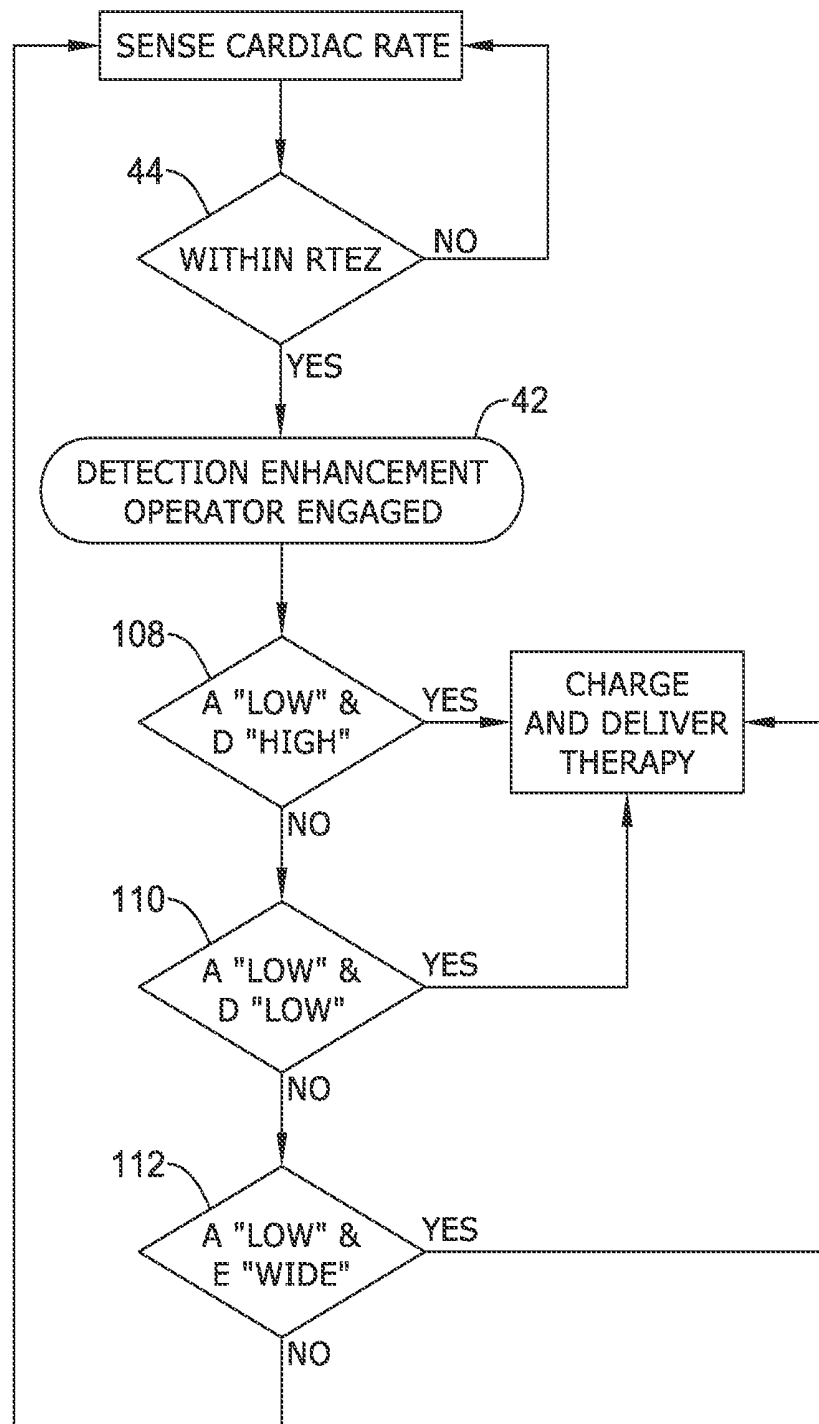 SENSE CARDIAC RATE
44
WITHIN RTEZ
NO
YES
42
DETECTION ENHANCEMENT
OPERATOR ENGAGED
108
A "LOW" &
D "HIGH"
YES
CHARGE
AND DELIVER
THERAPY
NO
110
A "LOW" &
D "LOW"
YES
NO
112
A "LOW" &
E "WIDE"
YES
NO